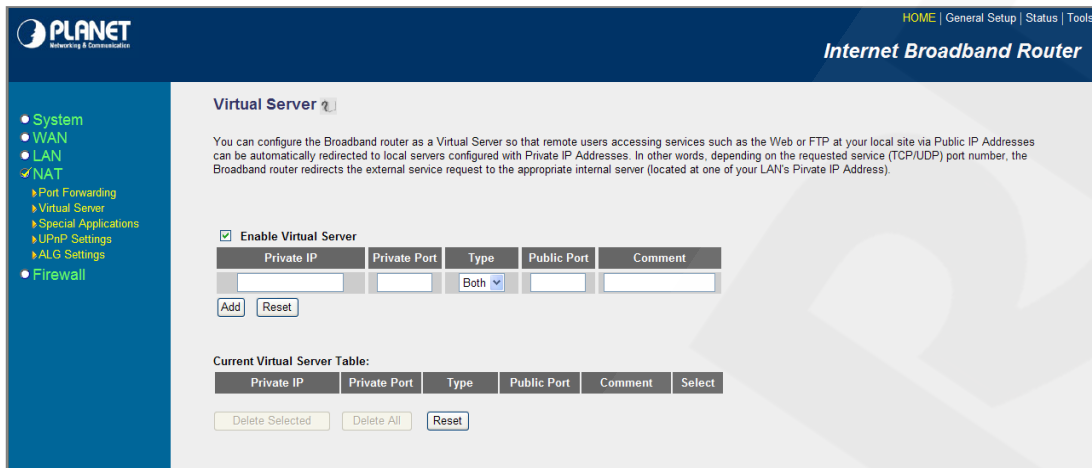 PLANET
Networking & Communication
HOME | General Setup | Status | Tools
Internet Broadband Router
System
WAN
LAN
NAT
Port Forwarding
Virtual Server
Special Applications
UPnP Settings
ALG Settings
Firewall
Virtual Server
You can configure the Broadband router as a Virtual Server so that remote users accessing services such as the Web or FTP at your local site via Public IP Addresses
can be automatically redirected to local servers configured with Private IP Addresses. In other words, depending on the requested service (TCP/UDP) port number, the
Broadband router redirects the external service request to the appropriate internal server (located at one of your LAN's Private IP Address).
Enable Virtual Server
Private IP Private Port Type Public Port Comment
Both
Add Reset
Current Virtual Server Table:
Private IP Private Port Type Public Port Comment Select
Delete Selected Delete All Reset